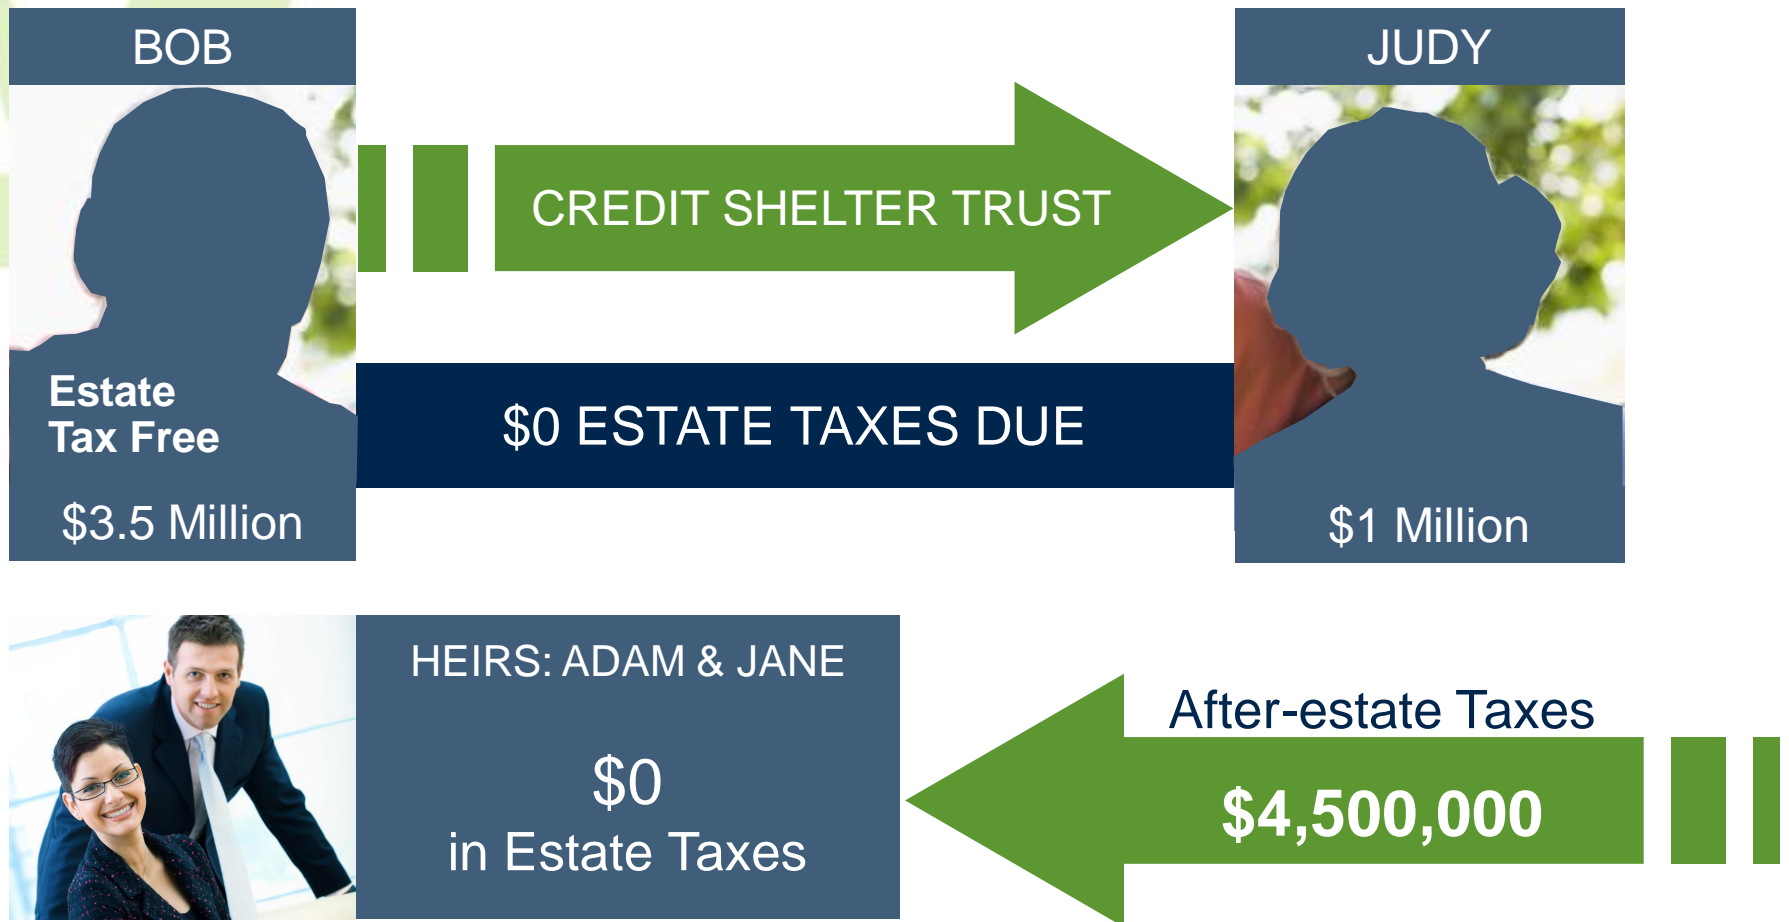 BOB
JUDY
CREDIT SHELTER TRUST
Estate
Tax Free
$0 ESTATE TAXES DUE
$3.5 Million
$1 Million
HEIRS: ADAM & JANE
$0
in Estate Taxes
After-estate Taxes
$4,500,000